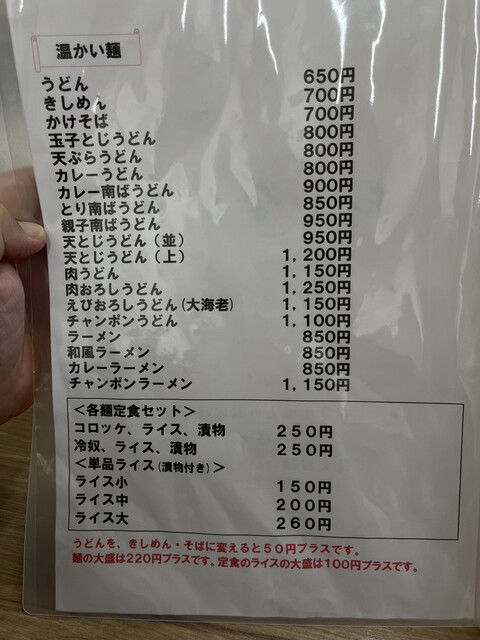 温かい麺
うどん 650円
きしめん 700円
かけそば 700円
玉子とじうどん 800円
天ぷらうどん 800円
カレーうどん 800円
カレー南ばうどん 900円
とり南ばうどん 850円
親子南ばうどん 950円
天とじうどん（並） 950円
天とじうどん（上） 1,200円
肉うどん 1,150円
肉おろしうどん 1,250円
えびおろしうどん(大海老) 1,150円
チャンポンうどん 1,100円
ラーメン 850円
和風ラーメン 850円
カレーラーメン 850円
チャンポンラーメン 1,150円
＜各麺定食セット＞
コロッケ、ライス、漬物 ２５０円
冷奴、ライス、漬物 ２５０円
＜単品ライス(漬物付き)＞
ライス小 １５０円
ライス中 ２００円
ライス大 ２６０円
うどんを、きしめん・そばに変えると５０円プラスです。
麺の大盛は220円プラスです。定食のライスの大盛は100円プラスです。